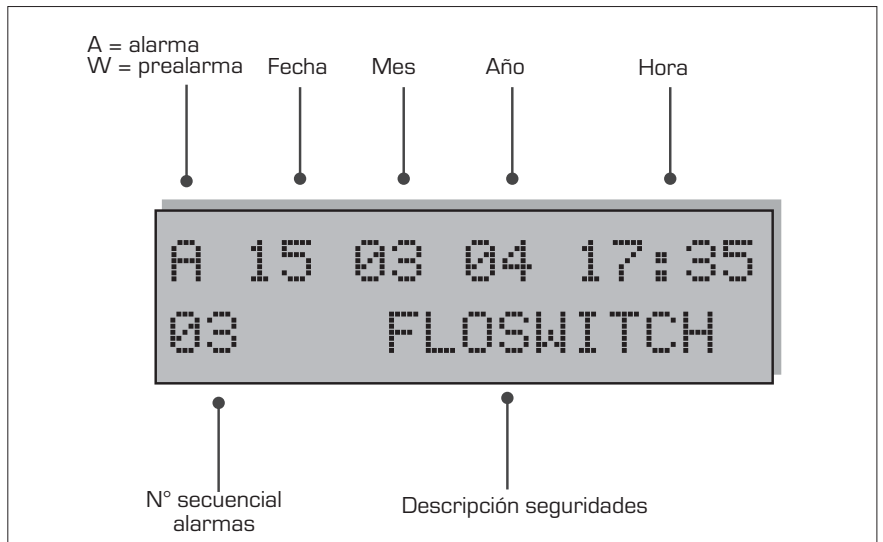 A = alarma
W = prealarma Fecha Mes Año Hora
A 15 03 04 17:35
03 FLOSWITCH
N° secuencial
alarmas
Descripción seguridades